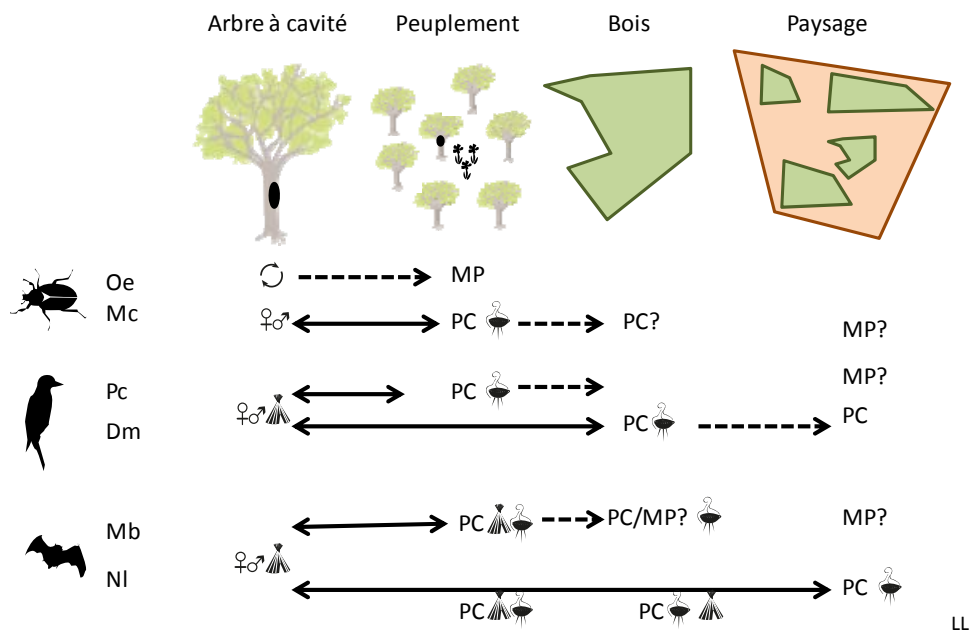 Arbre à cavité Peuplement Bois Paysage
Oe MP
Mc PC PC? MP?
Pc PC MP?
Dm PC PC
Mb PC PC/MP? MP?
Nl PC
PC PC
LL